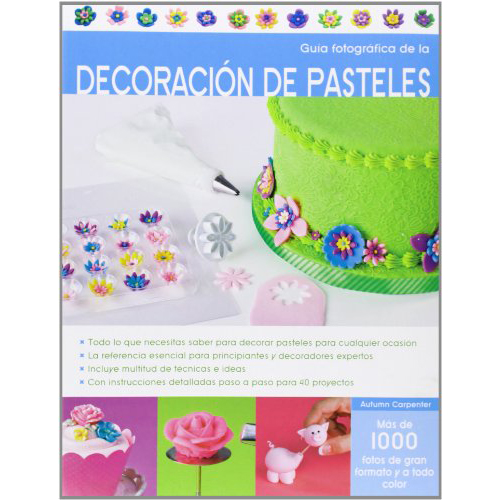 Guía fotográfica de la
DECORACIÓN DE PASTELES
Todo lo que necesitas saber para decorar pasteles para cualquier ocasión
La referencia esencial para principiantes y decoradores expertos
Incluye multitud de técnicas e ideas
Con instrucciones detalladas paso a paso para 40 proyectos
Autumn Carpenter
Más de
1000
fotos de gran
formato y a todo
color